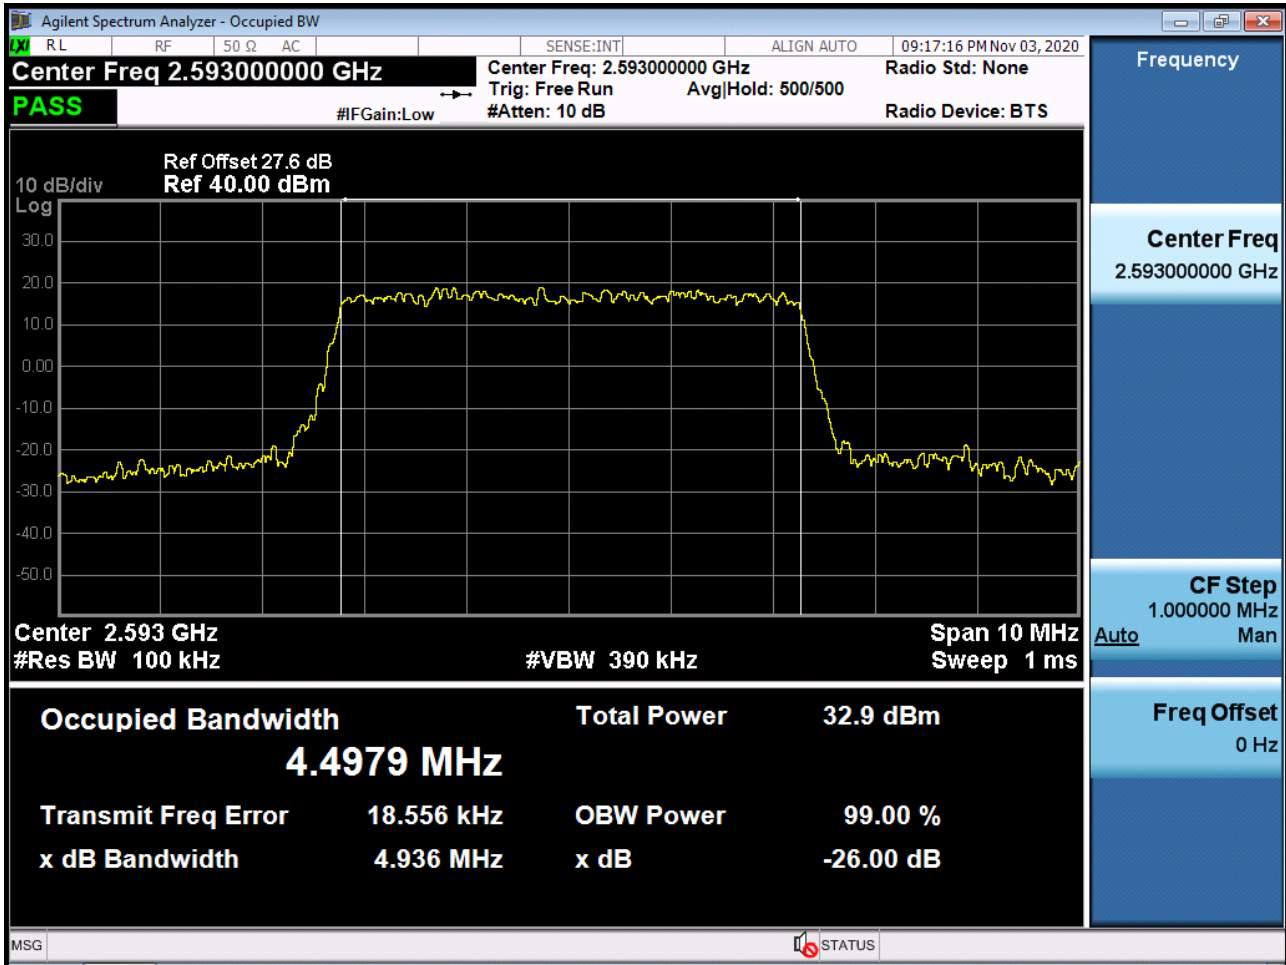 Agilent Spectrum Analyzer - Occupied BW
LXI RL RF 50 Ω AC SENSE:INT ALIGN AUTO 09:17:16 PM Nov 03, 2020
Center Freq 2.593000000 GHz
Center Freq: 2.593000000 GHz
Radio Std: None
Trig: Free Run Avg|Hold: 500/500
PASS
#IFGain:Low
#Atten: 10 dB
Radio Device: BTS
Ref Offset 27.6 dB
10 dB/div Ref 40.00 dBm
Log
30.0
20.0
10.0
0.00
-10.0
-20.0
-30.0
-40.0
-50.0
Center 2.593 GHz Span 10 MHz
#Res BW 100 kHz #VBW 390 kHz Sweep 1 ms
Occupied Bandwidth Total Power 32.9 dBm
4.4979 MHz
Transmit Freq Error 18.556 kHz OBW Power 99.00 %
x dB Bandwidth 4.936 MHz x dB -26.00 dB
MSG STATUS
Frequency
Center Freq
2.593000000 GHz
CF Step
1.000000 MHz
Auto Man
Freq Offset
0 Hz